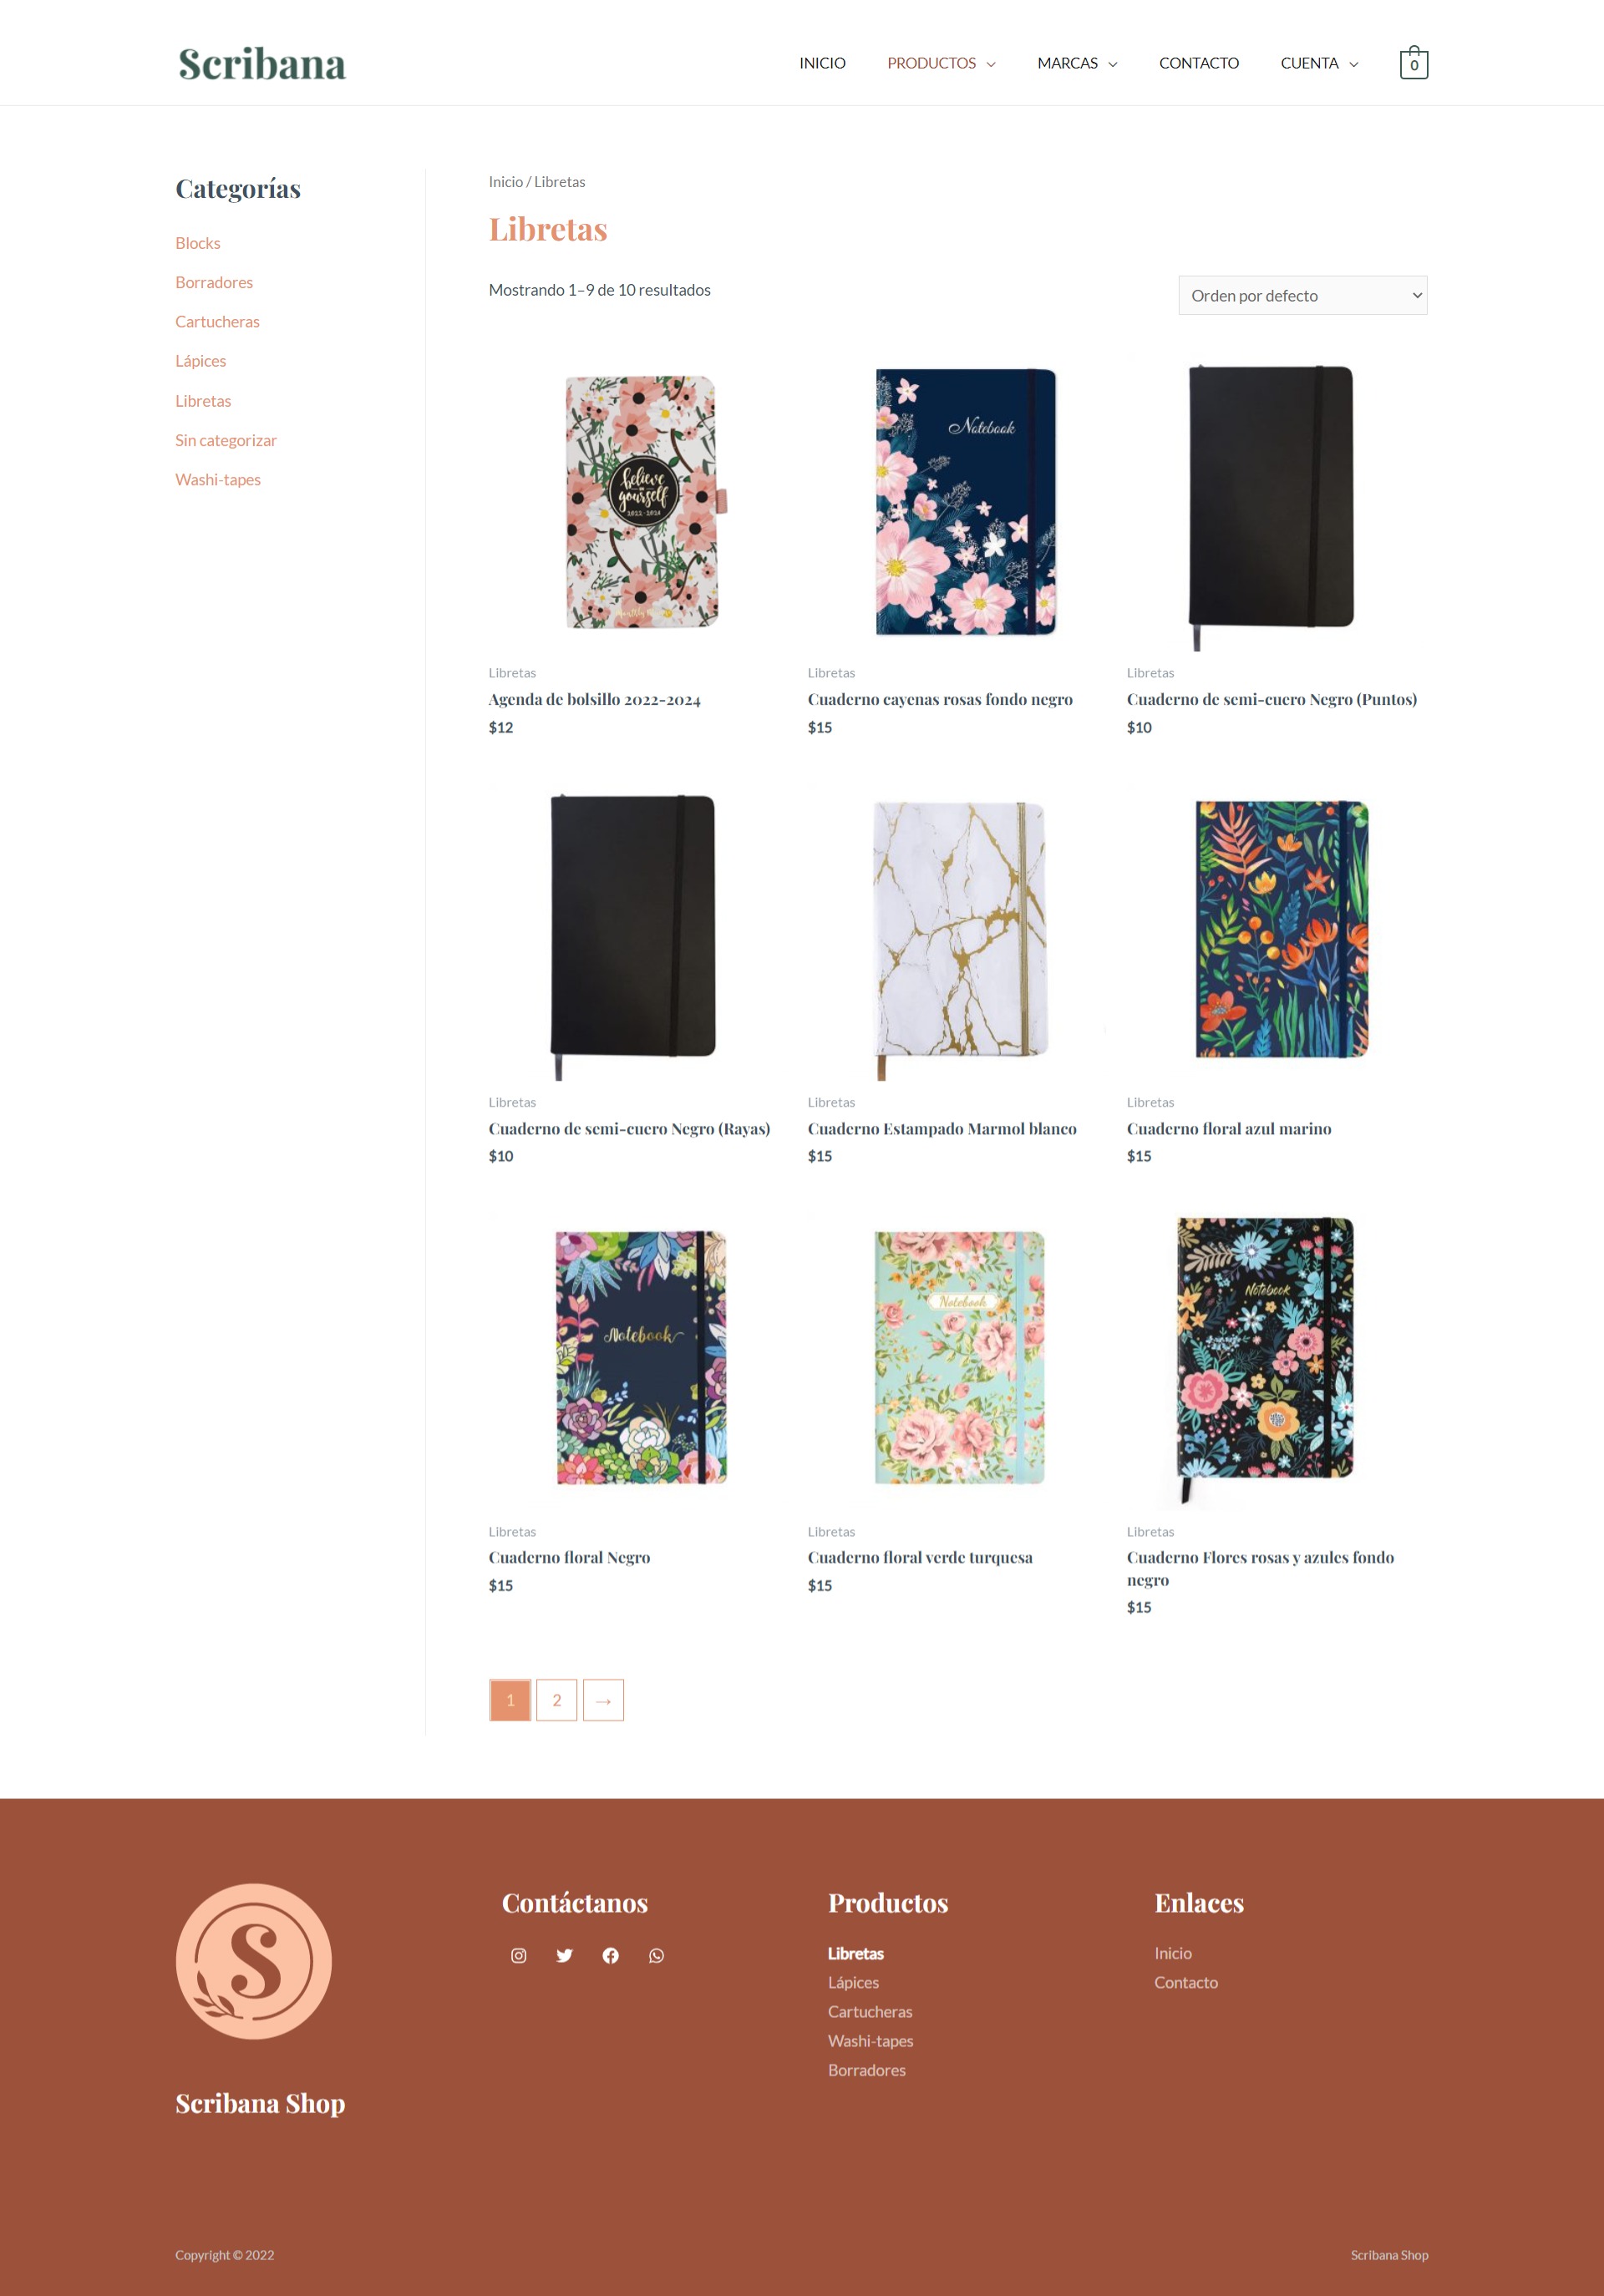 Scribana
INICIO
PRODUCTOS
MARCAS
CONTACTO
CUENTA
0
Categorías
Blocks
Borradores
Cartucheras
Lápices
Libretas
Sin categorizar
Washi-tapes
Inicio / Libretas
Libretas
Mostrando 1–9 de 10 resultados
Orden por defecto
believe
yourself
Notebook
Libretas
Agenda de bolsillo 2022-2024
$12
Libretas
Cuaderno cayenas rosas fondo negro
$15
Libretas
Cuaderno de semi-cuero Negro (Puntos)
$10
Libretas
Cuaderno de semi-cuero Negro (Rayas)
$10
Libretas
Cuaderno Estampado Marmol blanco
$15
Libretas
Cuaderno floral azul marino
$15
Notebook
Notebook
Notebook
Libretas
Cuaderno floral Negro
$15
Libretas
Cuaderno floral verde turquesa
$15
Libretas
Cuaderno Flores rosas y azules fondo
negro
$15
1
2
→
S
Scribana Shop
Contáctanos
Productos
Libretas
Lápices
Cartucheras
Washi-tapes
Borradores
Enlaces
Inicio
Contacto
Copyright © 2022
Scribana Shop